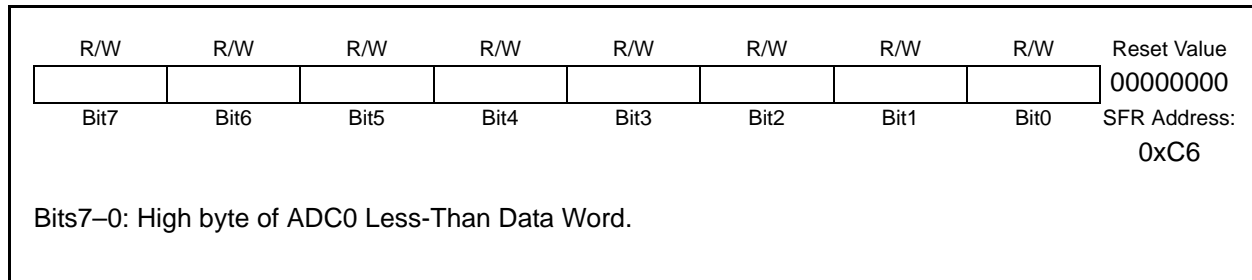 R/W R/W R/W R/W R/W R/W R/W R/W Reset Value
00000000
Bit7 Bit6 Bit5 Bit4 Bit3 Bit2 Bit1 Bit0 SFR Address:
0xC6
Bits7–0: High byte of ADC0 Less-Than Data Word.